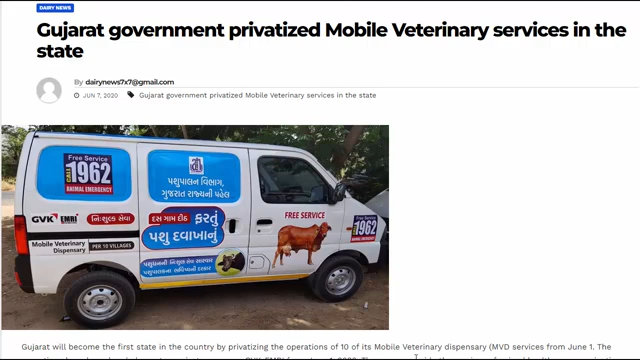 DAIRY NEWS
Gujarat government privatized Mobile Veterinary services in the
state
By dairynews7x7@gmail.com
JUN 7, 2020 Gujarat government privatized Mobile Veterinary services in the state
Free Service
CALL 1962
ANIMAL EMERGENCY
GVK EMRI નિઃશુલ્ક સેવા
Mobile Veterinary
Dispensary
PER 10 VILLAGES
પશુપાલન વિભાગ,
ગુજરાત રાજ્યની પહેલ
દસ ગામ દીઠ ફરતું
પશુ દવાખાનું
FREE SERVICE
1962
ANIMAL EMERGENCY
Gujarat will become the first state in the country by privatizing the operations of 10 of its Mobile Veterinary dispensary (MVD services from June 1. The